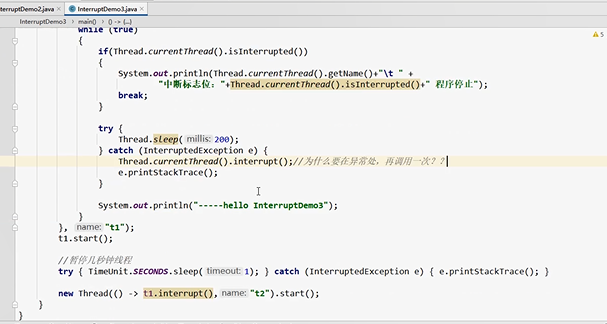 erruptDemo2.java × InterruptDemo3.java ×
InterruptDemo3 › main() › () -> {...}
while (true)
5
{
if(Thread.currentThread().isInterrupted())
{
System.out.println(Thread.currentThread().getName()+"\t " +
"中断标志位："+Thread.currentThread().isInterrupted()+" 程序停止");
break;
}
try {
Thread.sleep( millis: 200);
} catch (InterruptedException e) {
Thread.currentThread().interrupt();//为什么要在异常处，再调用一次？？
e.printStackTrace();
}
System.out.println("-----hello InterruptDemo3");
}
}, name: "t1");
t1.start();
//暂停几秒钟线程
try { TimeUnit.SECONDS.sleep( timeout: 1); } catch (InterruptedException e) { e.printStackTrace(); }
new Thread(() -> t1.interrupt(), name: "t2").start();
}
}